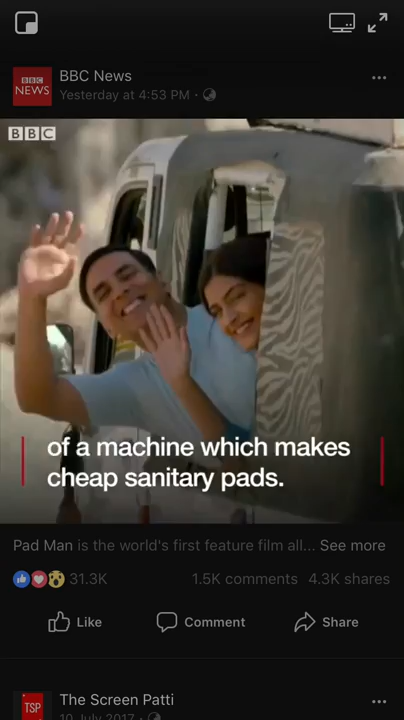 BBC
NEWS
BBC News
Yesterday at 4:53 PM ·
BBC
of a machine which makes
cheap sanitary pads.
Pad Man is the world's first feature film all... See more
31.3K 1.5K comments 4.3K shares
Like Comment Share
TSP
The Screen Patti
10 July 2017 ·